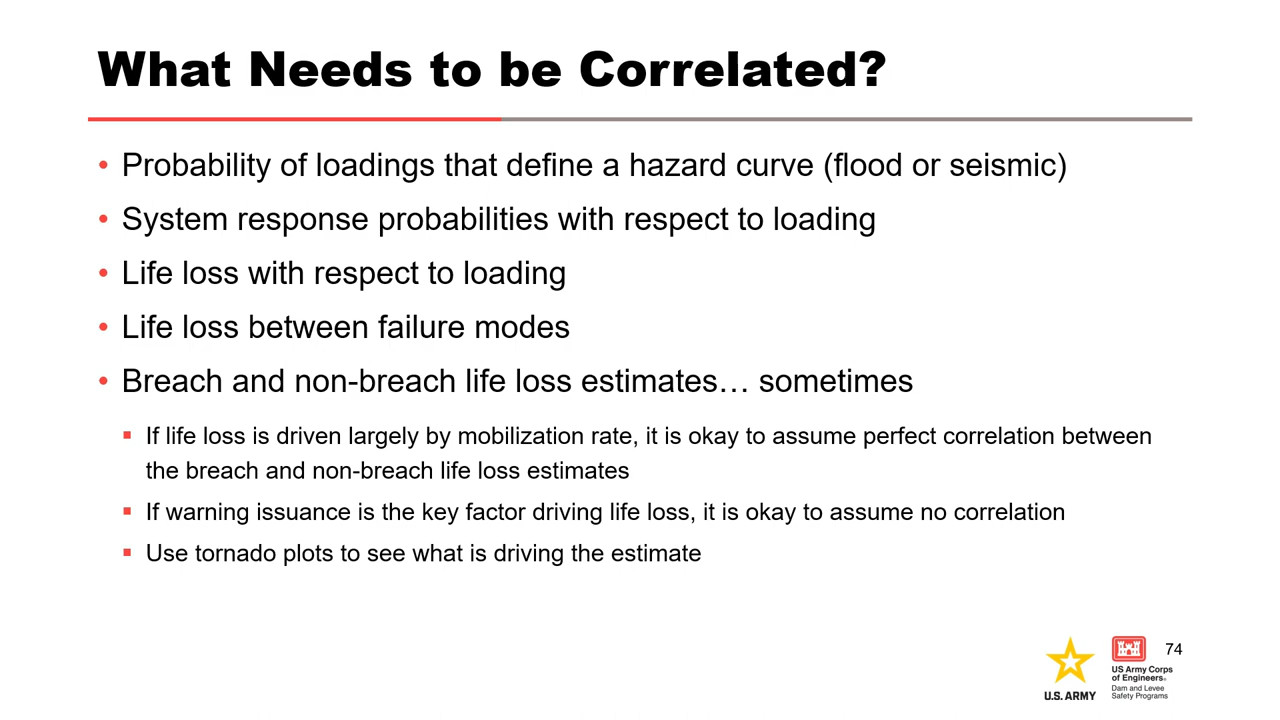 What Needs to be Correlated?
• Probability of loadings that define a hazard curve (flood or seismic)
• System response probabilities with respect to loading
• Life loss with respect to loading
• Life loss between failure modes
• Breach and non-breach life loss estimates… sometimes
▪ If life loss is driven largely by mobilization rate, it is okay to assume perfect correlation between
the breach and non-breach life loss estimates
▪ If warning issuance is the key factor driving life loss, it is okay to assume no correlation
▪ Use tornado plots to see what is driving the estimate
U.S. ARMY
US Army Corps
of Engineers®
Dam and Levee
Safety Programs
74